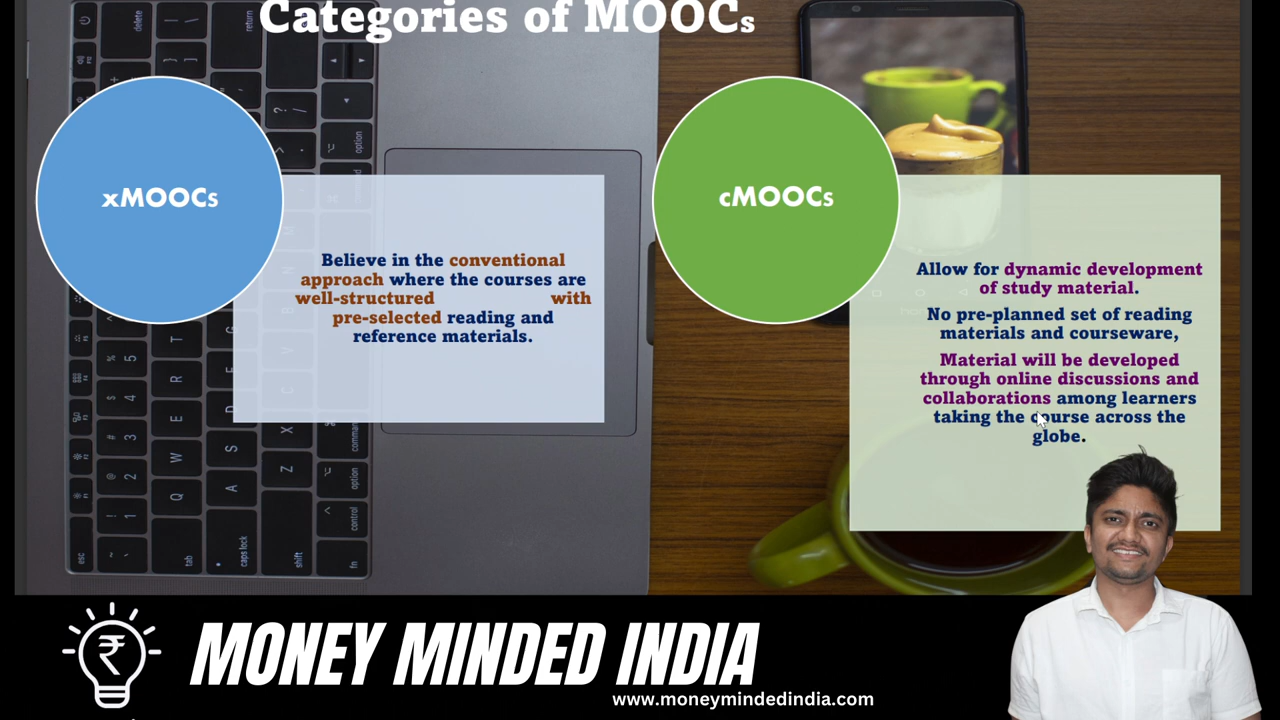 Categories of MOOCs
xMOOCs
Believe in the conventional
approach where the courses are
well-structured with
pre-selected reading and
reference materials.
cMOOCs
Allow for dynamic development
of study material.
No pre-planned set of reading
materials and courseware,
Material will be developed
through online discussions and
collaborations among learners
taking the course across the
globe.
MONEY MINDED INDIA
www.moneymindedindia.com